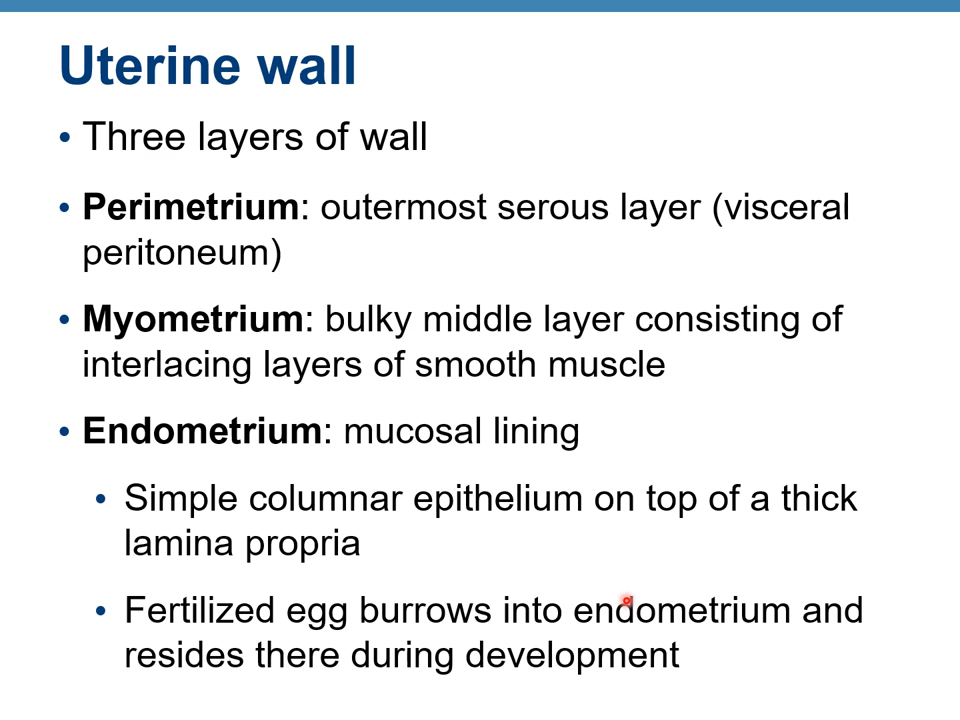 Uterine wall
• Three layers of wall
• Perimetrium: outermost serous layer (visceral
peritoneum)
• Myometrium: bulky middle layer consisting of
interlacing layers of smooth muscle
• Endometrium: mucosal lining
• Simple columnar epithelium on top of a thick
lamina propria
• Fertilized egg burrows into endometrium and
resides there during development